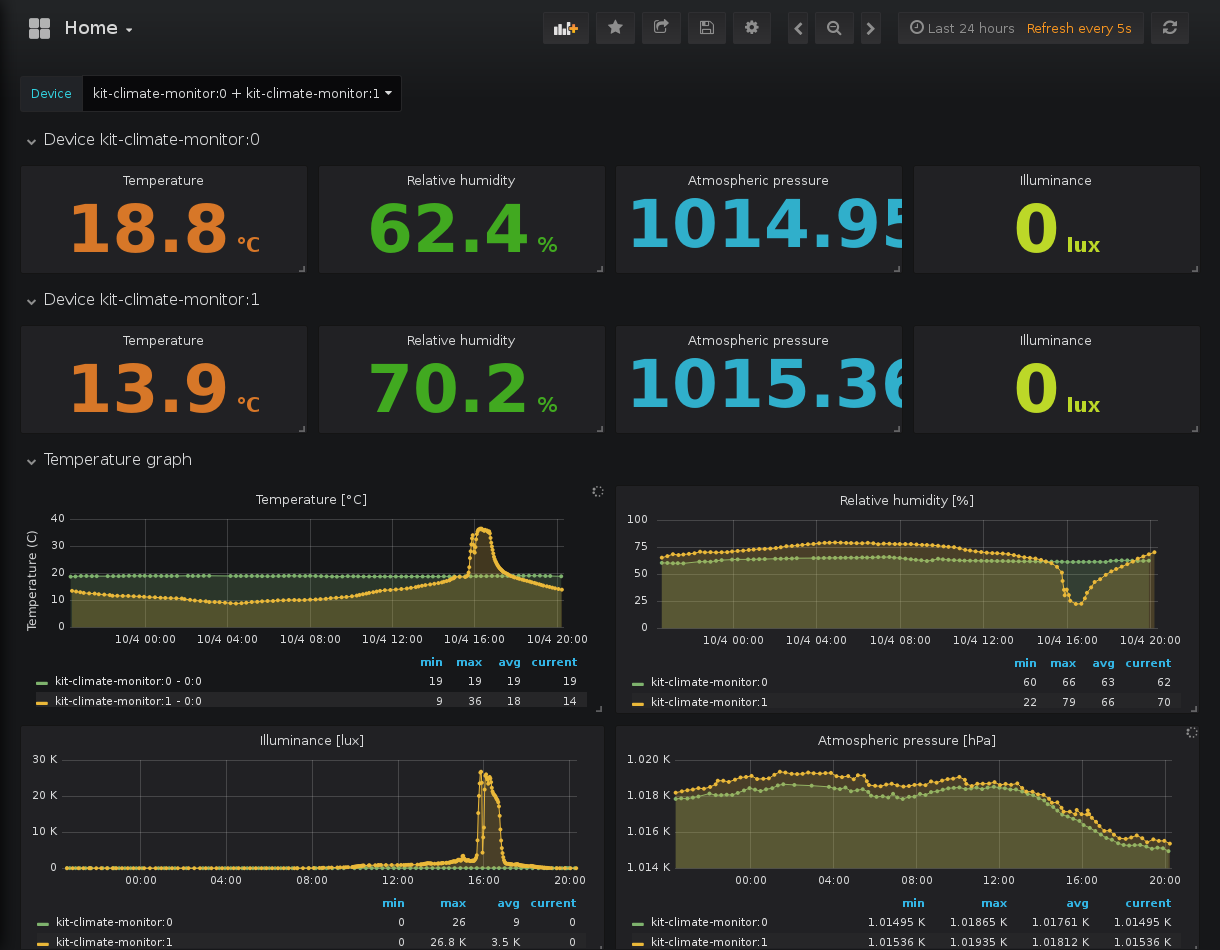 Home
Last 24 hours Refresh every 5s
Device kit-climate-monitor:0 + kit-climate-monitor:1
Device kit-climate-monitor:0
Temperature Relative humidity Atmospheric pressure Illuminance
18.8 °C 62.4 % 1014.95 0 lux
Device kit-climate-monitor:1
Temperature Relative humidity Atmospheric pressure Illuminance
13.9 °C 70.2 % 1015.36 0 lux
Temperature graph
Temperature [°C]
Temperature (C)
40
30
20
10
0
10/4 00:00 10/4 04:00 10/4 08:00 10/4 12:00 10/4 16:00 10/4 20:00
min max avg current
kit-climate-monitor:0 - 0:0 19 19 19 19
kit-climate-monitor:1 - 0:0 9 36 18 14
Relative humidity [%]
100
75
50
25
0
10/4 00:00 10/4 04:00 10/4 08:00 10/4 12:00 10/4 16:00 10/4 20:00
min max avg current
kit-climate-monitor:0 60 66 63 62
kit-climate-monitor:1 22 79 66 70
Illuminance [lux]
30 K
20 K
10 K
0
00:00 04:00 08:00 12:00 16:00 20:00
min max avg current
kit-climate-monitor:0 0 26 9 0
kit-climate-monitor:1 0 26.8 K 3.5 K 0
Atmospheric pressure [hPa]
1.020 K
1.018 K
1.016 K
1.014 K
00:00 04:00 08:00 12:00 16:00 20:00
min max avg current
kit-climate-monitor:0 1.01495 K 1.01865 K 1.01761 K 1.01495 K
kit-climate-monitor:1 1.01536 K 1.01935 K 1.01812 K 1.01536 K